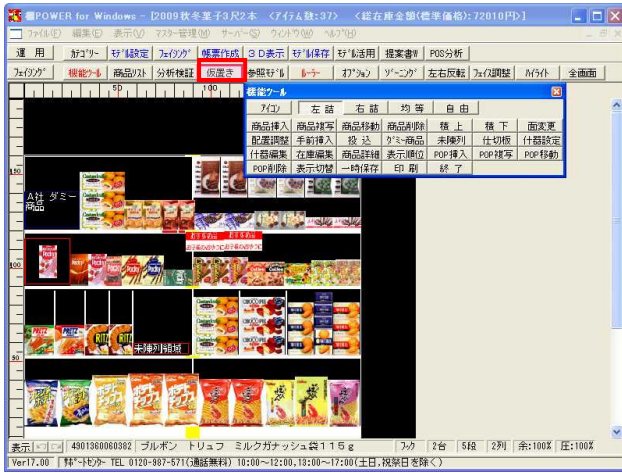 棚POWER for Windows - [2009秋冬菓子3尺2本 <アイテム数:37> <総在庫金額(標準価格):72010円>]
ファイル(F) 編集(E) 表示(V) マスター管理(M) サーバー(S) ウィンドウ(W) ヘルプ(H)
運 用 カテゴリー モデル設定 フェイシング 帳票作成 3D表示 モデル保存 モデル活用 提案書W POS分析
フェイシング 機能ツール 商品リスト 分析検証 仮置き 参照モデル ルーラー オプション ゾーニング 左右反転 フェイス調整 ハイライト 全画面
50 100
機能ツール
アイコン 左 詰 右 詰 均 等 自 由
商品挿入 商品複写 商品移動 商品削除 積 上 積 下 面変更
配置調整 手前挿入 投 込 ダミー商品 未陳列 仕切板 什器設定
什器編集 在庫編集 商品詳細 表示順位 POP挿入 POP複写 POP移動
POP削除 表示切替 一時保存 印 刷 終 了
150
A社 ダミー
商品
100
Pocky
未陳列領域
PRETZ
RITZ
50
表示 4901360060382 ブルボン トリュフ ミルクガナッシュ袋115g フック 2台 5段 2列 余:100% 圧:100%
Ver17.00 サポートセンター TEL 0120-987-571(通話無料) 10:00~12:00,13:00~17:00(土日,祝祭日を除く)